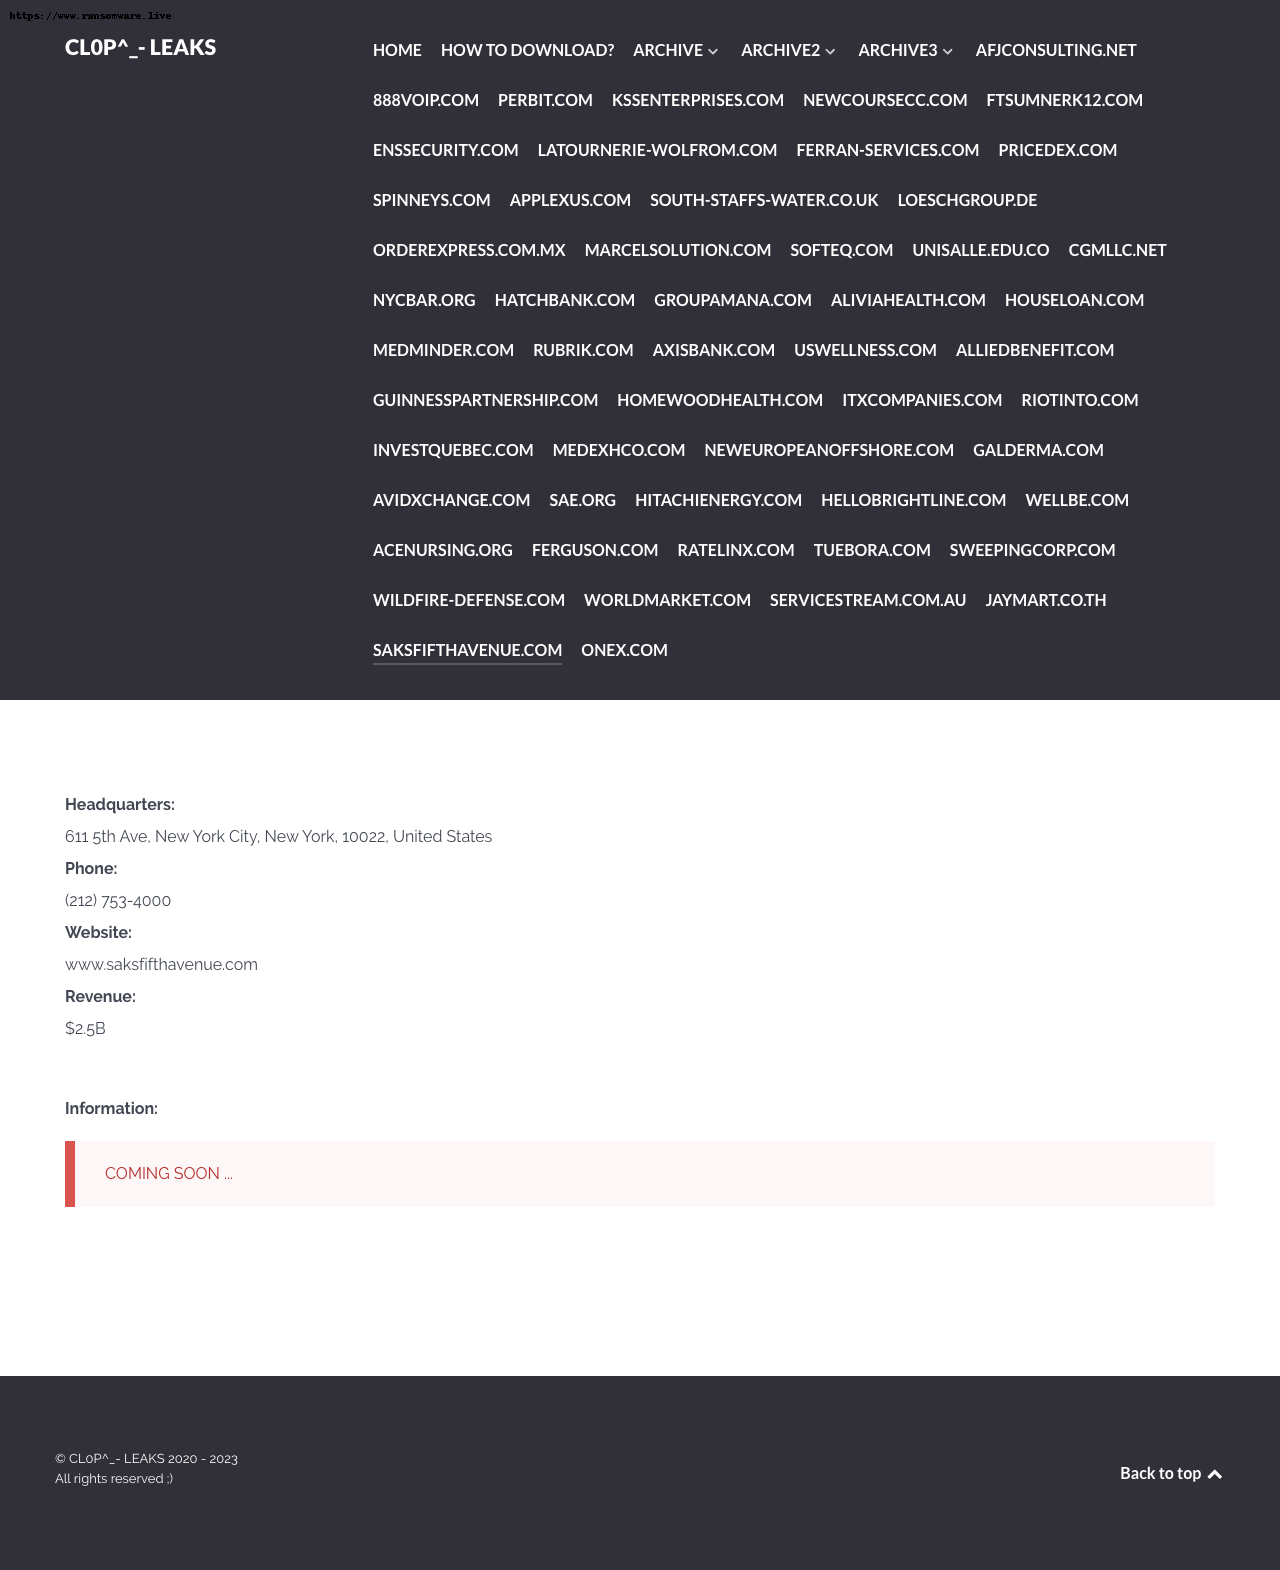 https://www.ransomware.live
CL0P^_- LEAKS
HOME HOW TO DOWNLOAD? ARCHIVE ARCHIVE2 ARCHIVE3 AFJCONSULTING.NET
888VOIP.COM PERBIT.COM KSSENTERPRISES.COM NEWCOURSECC.COM FTSUMNERK12.COM
ENSSECURITY.COM LATOURNERIE-WOLFROM.COM FERRAN-SERVICES.COM PRICEDEX.COM
SPINNEYS.COM APPLEXUS.COM SOUTH-STAFFS-WATER.CO.UK LOESCHGROUP.DE
ORDEREXPRESS.COM.MX MARCELSOLUTION.COM SOFTEQ.COM UNISALLE.EDU.CO CGMLLC.NET
NYCBAR.ORG HATCHBANK.COM GROUPAMANA.COM ALIVIAHEALTH.COM HOUSELOAN.COM
MEDMINDER.COM RUBRIK.COM AXISBANK.COM USWELLNESS.COM ALLIEDBENEFIT.COM
GUINNESSPARTNERSHIP.COM HOMEWOODHEALTH.COM ITXCOMPANIES.COM RIOTINTO.COM
INVESTQUEBEC.COM MEDEXHCO.COM NEWEUROPEANOFFSHORE.COM GALDERMA.COM
AVIDXCHANGE.COM SAE.ORG HITACHIENERGY.COM HELLOBRIGHTLINE.COM WELLBE.COM
ACENURSING.ORG FERGUSON.COM RATELINX.COM TUEBORA.COM SWEEPINGCORP.COM
WILDFIRE-DEFENSE.COM WORLDMARKET.COM SERVICESTREAM.COM.AU JAYMART.CO.TH
SAKSFIFTHAVENUE.COM ONEX.COM
Headquarters:
611 5th Ave, New York City, New York, 10022, United States
Phone:
(212) 753-4000
Website:
www.saksfifthavenue.com
Revenue:
$2.5B
Information:
COMING SOON ...
© CL0P^_- LEAKS 2020 - 2023
All rights reserved ;)
Back to top